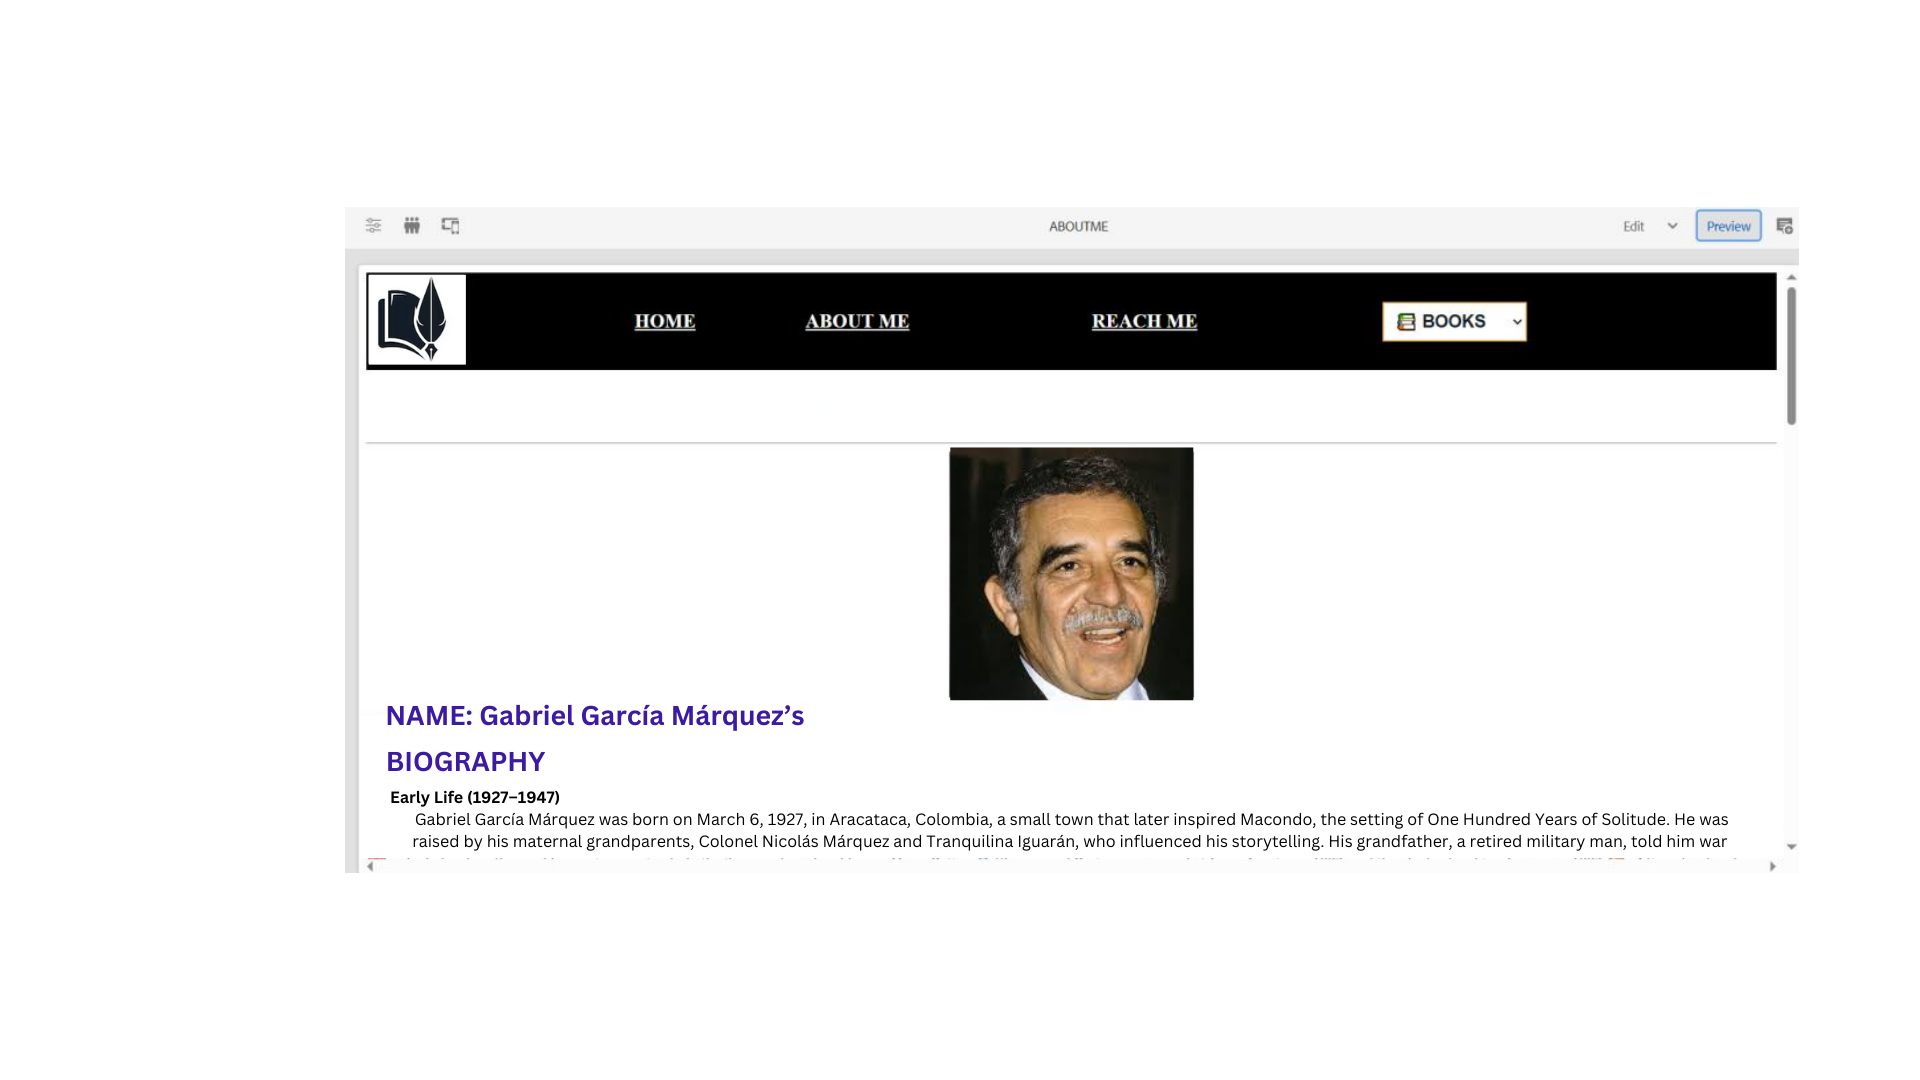 ABOUTME
Edit
Preview
HOME
ABOUT ME
REACH ME
BOOKS
NAME: Gabriel García Márquez’s
BIOGRAPHY
Early Life (1927–1947)
Gabriel García Márquez was born on March 6, 1927, in Aracataca, Colombia, a small town that later inspired Macondo, the setting of One Hundred Years of Solitude. He was
raised by his maternal grandparents, Colonel Nicolás Márquez and Tranquilina Iguarán, who influenced his storytelling. His grandfather, a retired military man, told him war